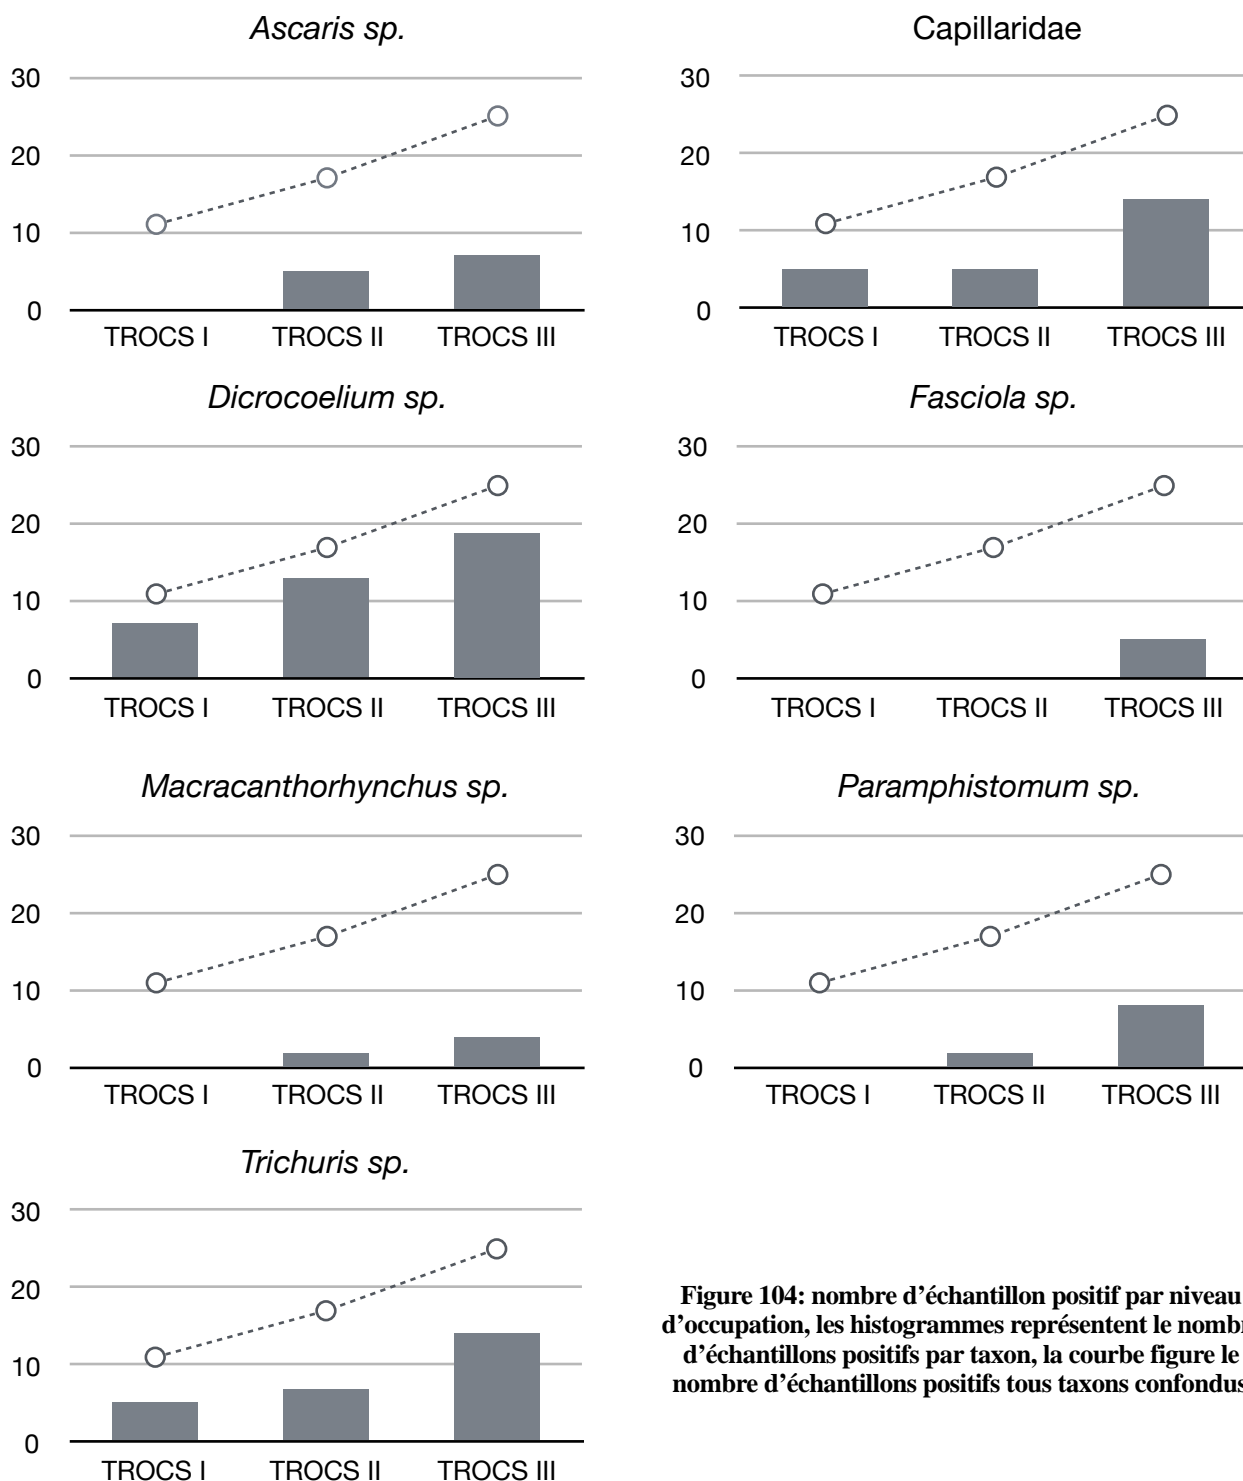 Ascaris sp.
30
20
10
0
TROCS I TROCS II TROCS III
Capillaridae
30
20
10
0
TROCS I TROCS II TROCS III
Dicrocoelium sp.
30
20
10
0
TROCS I TROCS II TROCS III
Fasciola sp.
30
20
10
0
TROCS I TROCS II TROCS III
Macracanthorhynchus sp.
30
20
10
0
TROCS I TROCS II TROCS III
Paramphistomum sp.
30
20
10
0
TROCS I TROCS II TROCS III
Trichuris sp.
30
20
10
0
TROCS I TROCS II TROCS III
Figure 104: nombre d’échantillon positif par niveau
d’occupation, les histogrammes représentent le nombr
d’échantillons positifs par taxon, la courbe figure le
nombre d’échantillons positifs tous taxons confondus